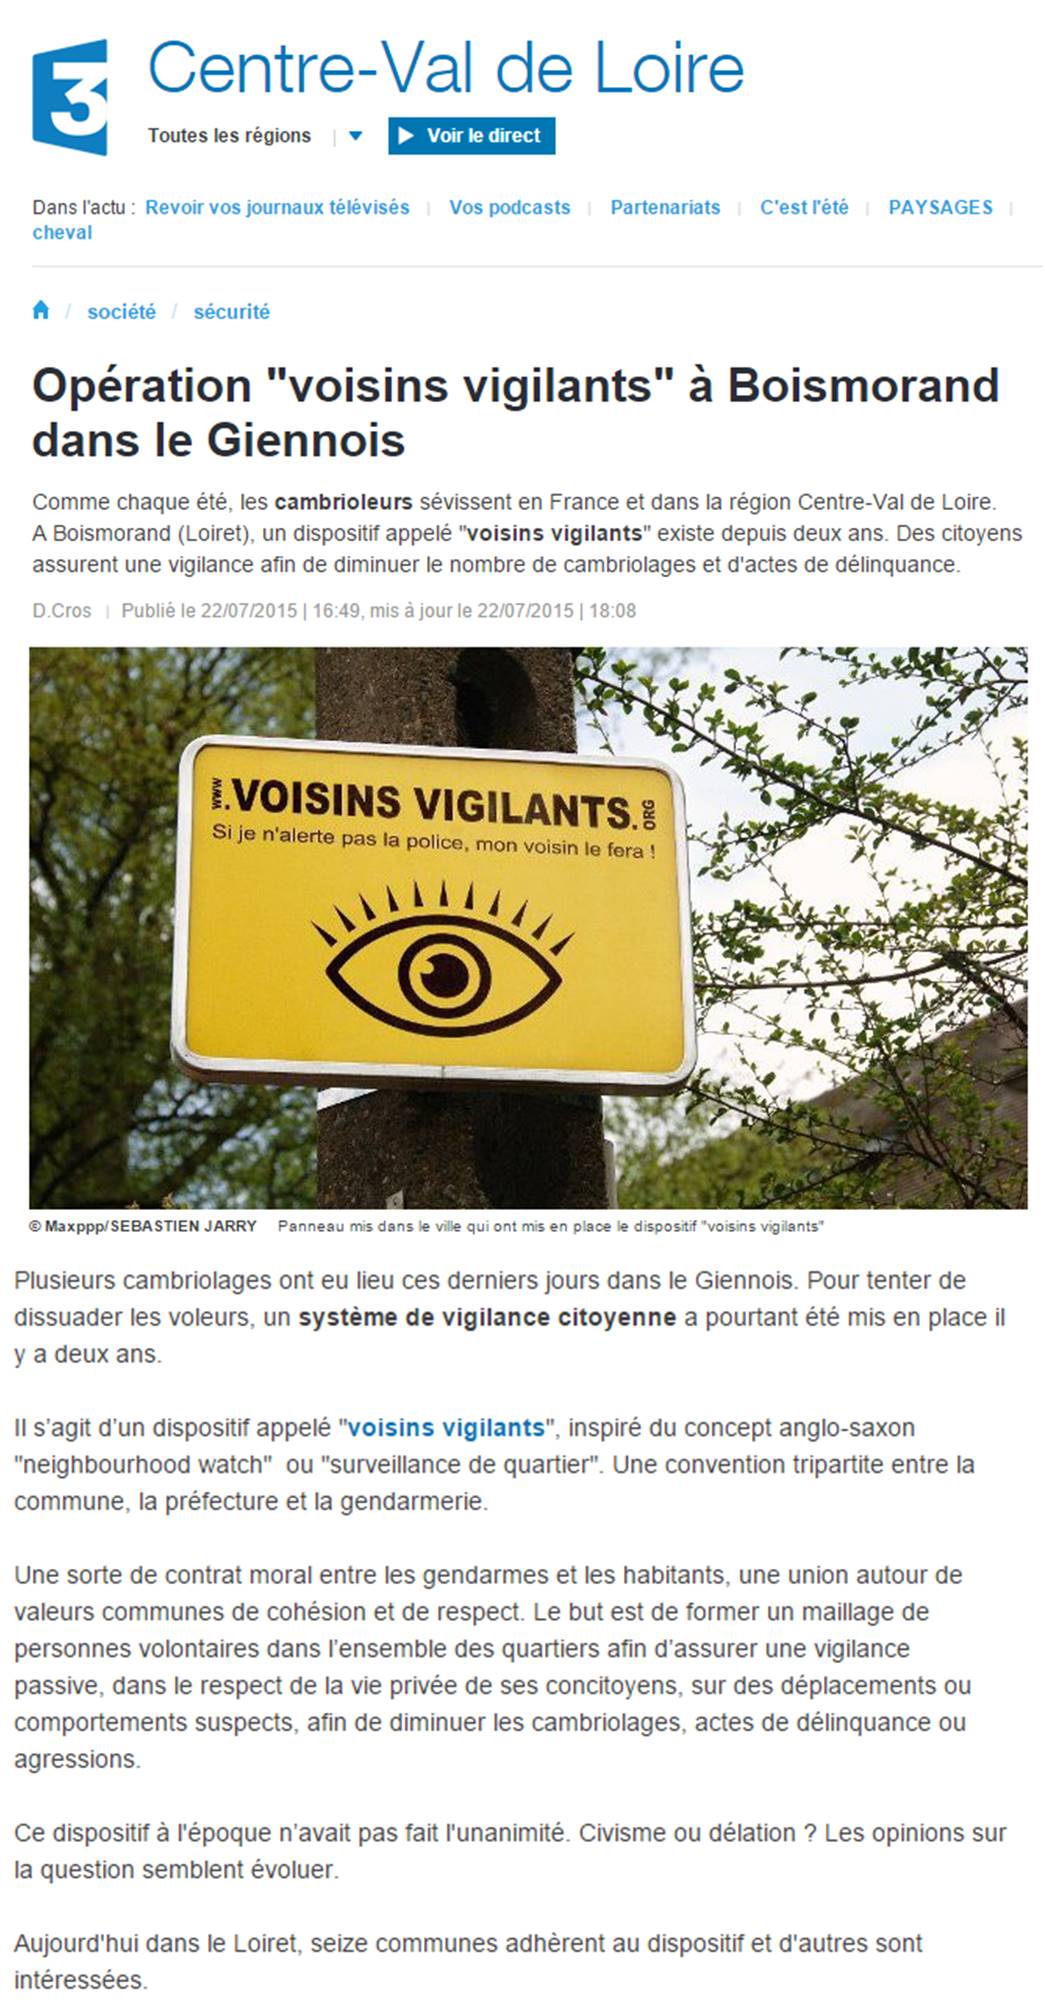 3
Centre-Val de Loire
Toutes les régions | Voir le direct
Dans l'actu : Revoir vos journaux télévisés | Vos podcasts | Partenariats | C'est l'été | PAYSAGES |
cheval
/ société / sécurité
Opération "voisins vigilants" à Boismorand
dans le Giennois
Comme chaque été, les cambrioleurs sévissent en France et dans la région Centre-Val de Loire.
A Boismorand (Loiret), un dispositif appelé "voisins vigilants" existe depuis deux ans. Des citoyens
assurent une vigilance afin de diminuer le nombre de cambriolages et d'actes de délinquance.
D.Cros | Publié le 22/07/2015 | 16:49, mis à jour le 22/07/2015 | 18:08
www.VOISINS VIGILANTS.ORG
Si je n'alerte pas la police, mon voisin le fera !
© Maxppp/SEBASTIEN JARRY Panneau mis dans le ville qui ont mis en place le dispositif "voisins vigilants"
Plusieurs cambriolages ont eu lieu ces derniers jours dans le Giennois. Pour tenter de
dissuader les voleurs, un système de vigilance citoyenne a pourtant été mis en place il
y a deux ans.
Il s’agit d’un dispositif appelé "voisins vigilants", inspiré du concept anglo-saxon
"neighbourhood watch" ou "surveillance de quartier". Une convention tripartite entre la
commune, la préfecture et la gendarmerie.
Une sorte de contrat moral entre les gendarmes et les habitants, une union autour de
valeurs communes de cohésion et de respect. Le but est de former un maillage de
personnes volontaires dans l’ensemble des quartiers afin d’assurer une vigilance
passive, dans le respect de la vie privée de ses concitoyens, sur des déplacements ou
comportements suspects, afin de diminuer les cambriolages, actes de délinquance ou
agressions.
Ce dispositif à l'époque n’avait pas fait l'unanimité. Civisme ou délation ? Les opinions sur
la question semblent évoluer.
Aujourd'hui dans le Loiret, seize communes adhèrent au dispositif et d'autres sont
intéressées.